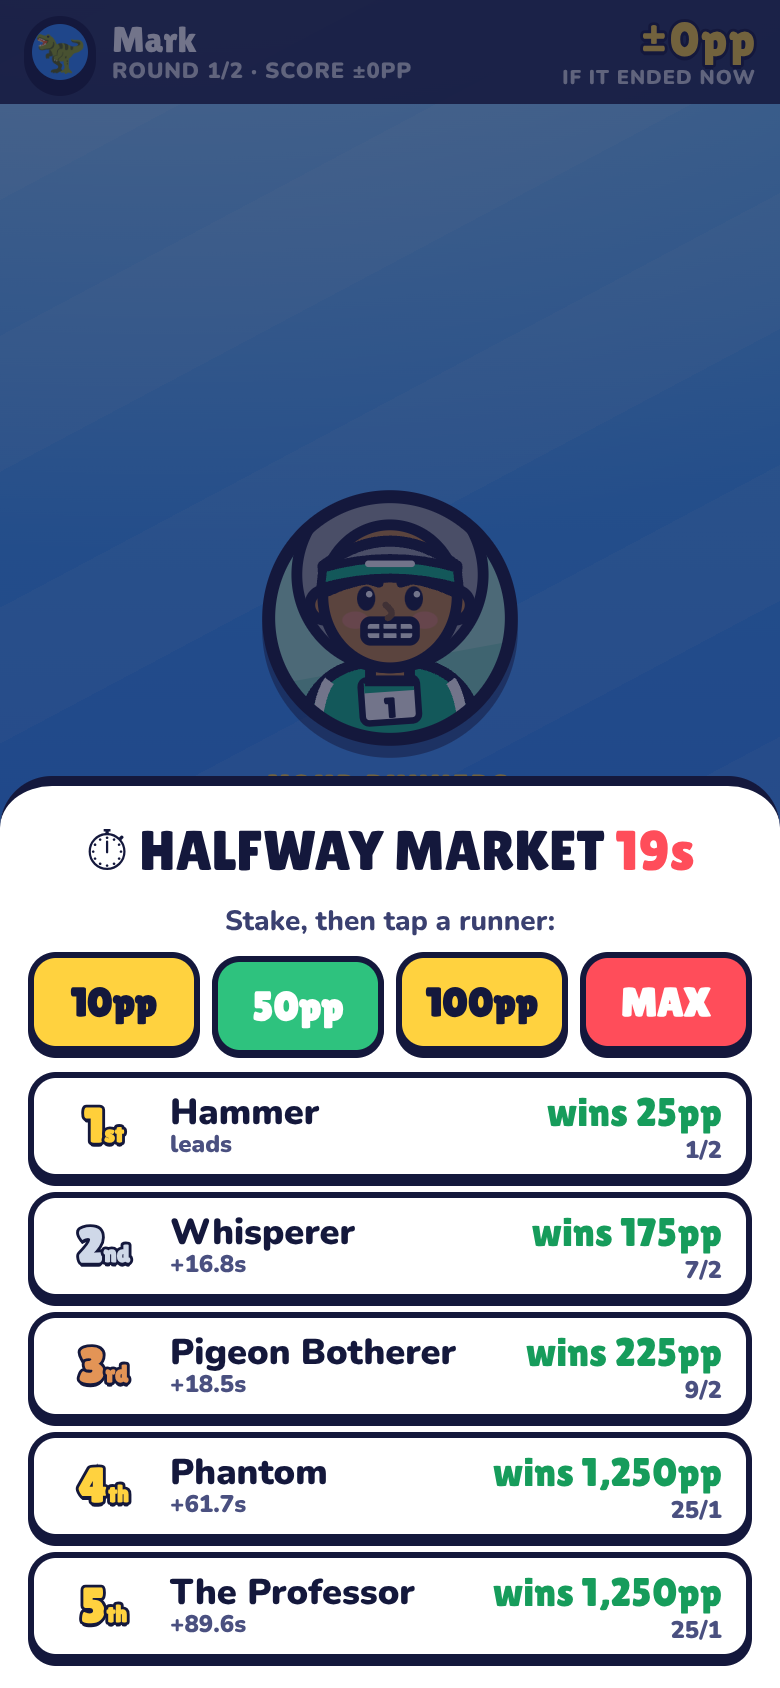 Mark
ROUND 1/2 · SCORE ±0PP
±0pp
IF IT ENDED NOW
1
HALFWAY MARKET 19s
Stake, then tap a runner:
10pp 50pp 100pp MAX
1st Hammer wins 25pp
leads 1/2
2nd Whisperer wins 175pp
+16.8s 7/2
3rd Pigeon Botherer wins 225pp
+18.5s 9/2
4th Phantom wins 1,250pp
+61.7s 25/1
5th The Professor wins 1,250pp
+89.6s 25/1